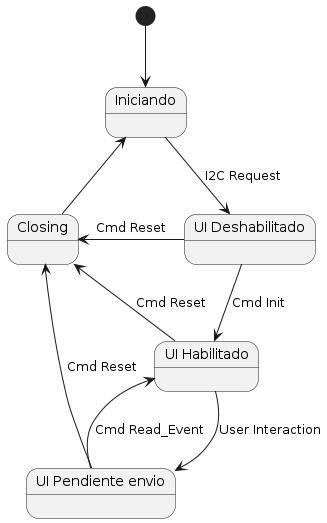 Iniciando
I2C Request
Closing
Cmd Reset
UI Deshabilitado
Cmd Reset
Cmd Init
UI Habilitado
Cmd Reset
Cmd Read_Event
User Interaction
UI Pendiente envio